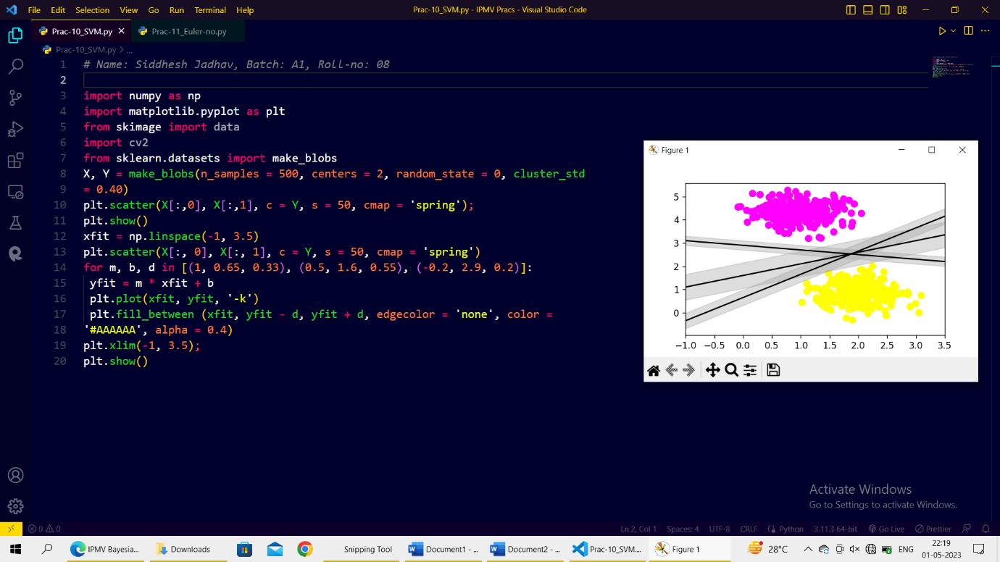 File Edit Selection View Go Run Terminal Help
Prac-10_SVM.py - IPMV Pracs - Visual Studio Code
Prac-10_SVM.py
Prac-11_Euler-no.py
Prac-10_SVM.py > ...
1 # Name: Siddhesh Jadhav, Batch: A1, Roll-no: 08
2
3 import numpy as np
4 import matplotlib.pyplot as plt
5 from skimage import data
6 import cv2
7 from sklearn.datasets import make_blobs
8 X, Y = make_blobs(n_samples = 500, centers = 2, random_state = 0, cluster_std
9 = 0.40)
10 plt.scatter(X[:,0], X[:,1], c = Y, s = 50, cmap = 'spring');
11 plt.show()
12 xfit = np.linspace(-1, 3.5)
13 plt.scatter(X[:, 0], X[:, 1], c = Y, s = 50, cmap = 'spring')
14 for m, b, d in [(1, 0.65, 0.33), (0.5, 1.6, 0.55), (-0.2, 2.9, 0.2)]:
15 yfit = m * xfit + b
16 plt.plot(xfit, yfit, '-k')
17 plt.fill_between (xfit, yfit - d, yfit + d, edgecolor = 'none', color =
18 '#AAAAAA', alpha = 0.4)
19 plt.xlim(-1, 3.5);
20 plt.show()
Figure 1
5
4
3
2
1
0
−1.0 −0.5 0.0 0.5 1.0 1.5 2.0 2.5 3.0 3.5
Activate Windows
Go to Settings to activate Windows.
0 0
Ln 2, Col 1 Spaces: 4 UTF-8 CRLF Python 3.11.3 64-bit Go Live Prettier
IPMV Bayesia... Downloads Snipping Tool Document1 - ... Document2 - ... Prac-10_SVM.... Figure 1 28°C ENG
22:19
01-05-2023